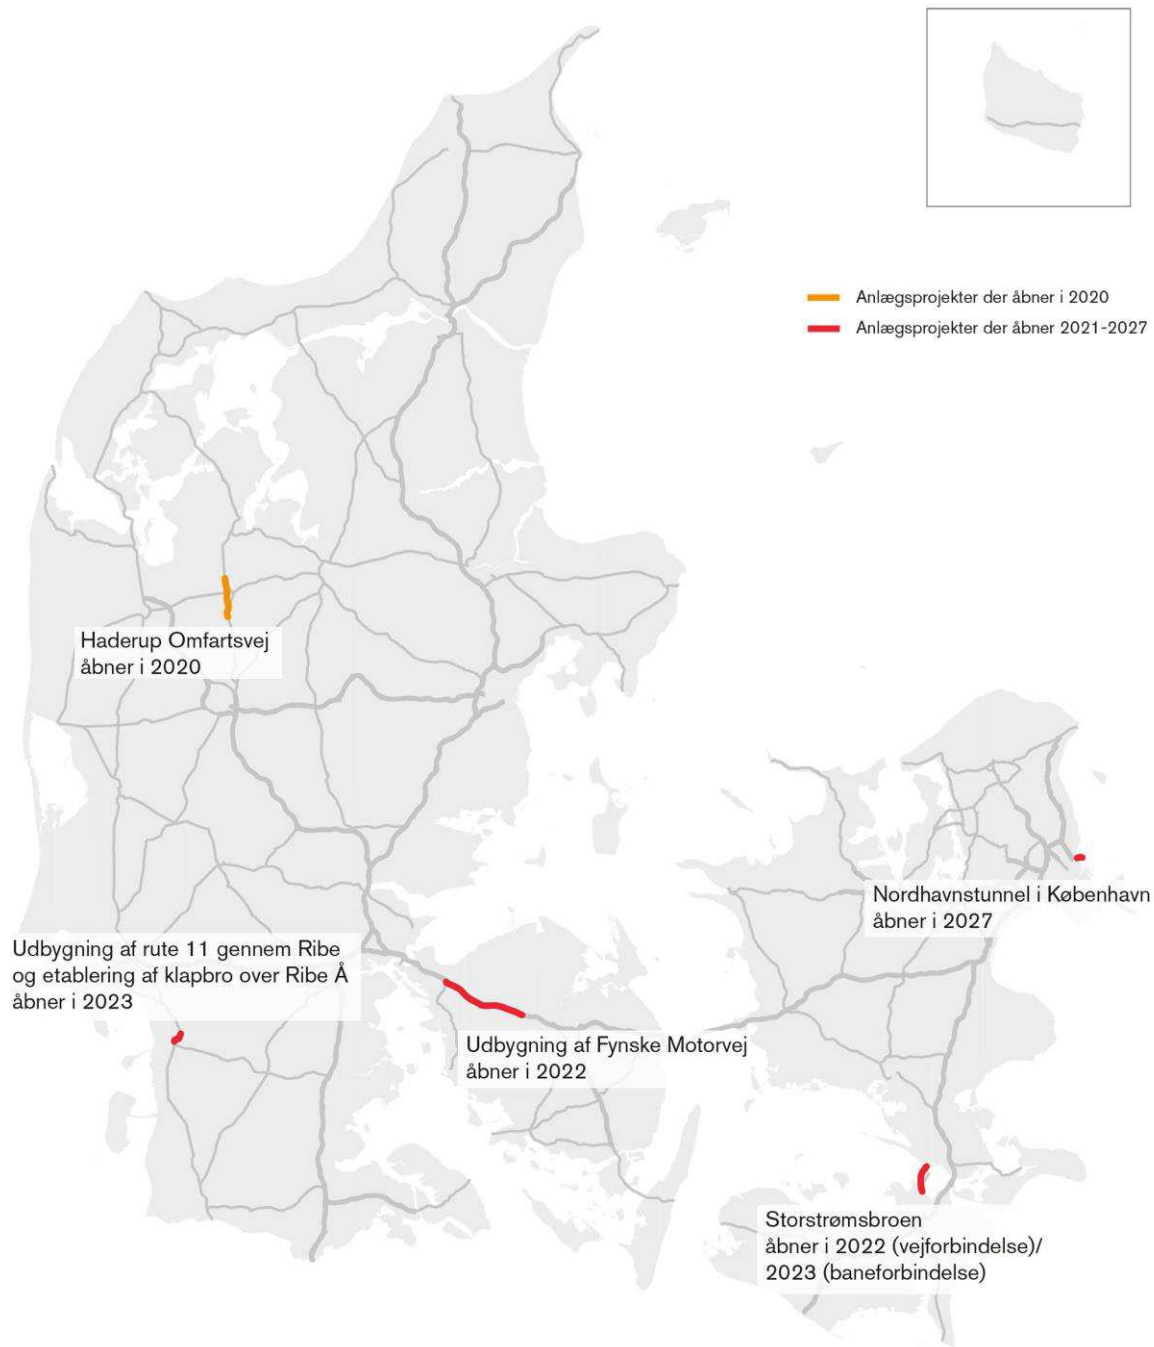 Anlægsprojekter der åbner i 2020
Anlægsprojekter der åbner 2021-2027
Haderup Omfartsvej
åbner i 2020
Nordhavnstunnel i København
åbner i 2027
Udbygning af rute 11 gennem Ribe
og etablering af klapbro over Ribe Å
åbner i 2023
Udbygning af Fynske Motorvej
åbner i 2022
Storstrømsbroen
åbner i 2022 (vejforbindelse)/
2023 (baneforbindelse)